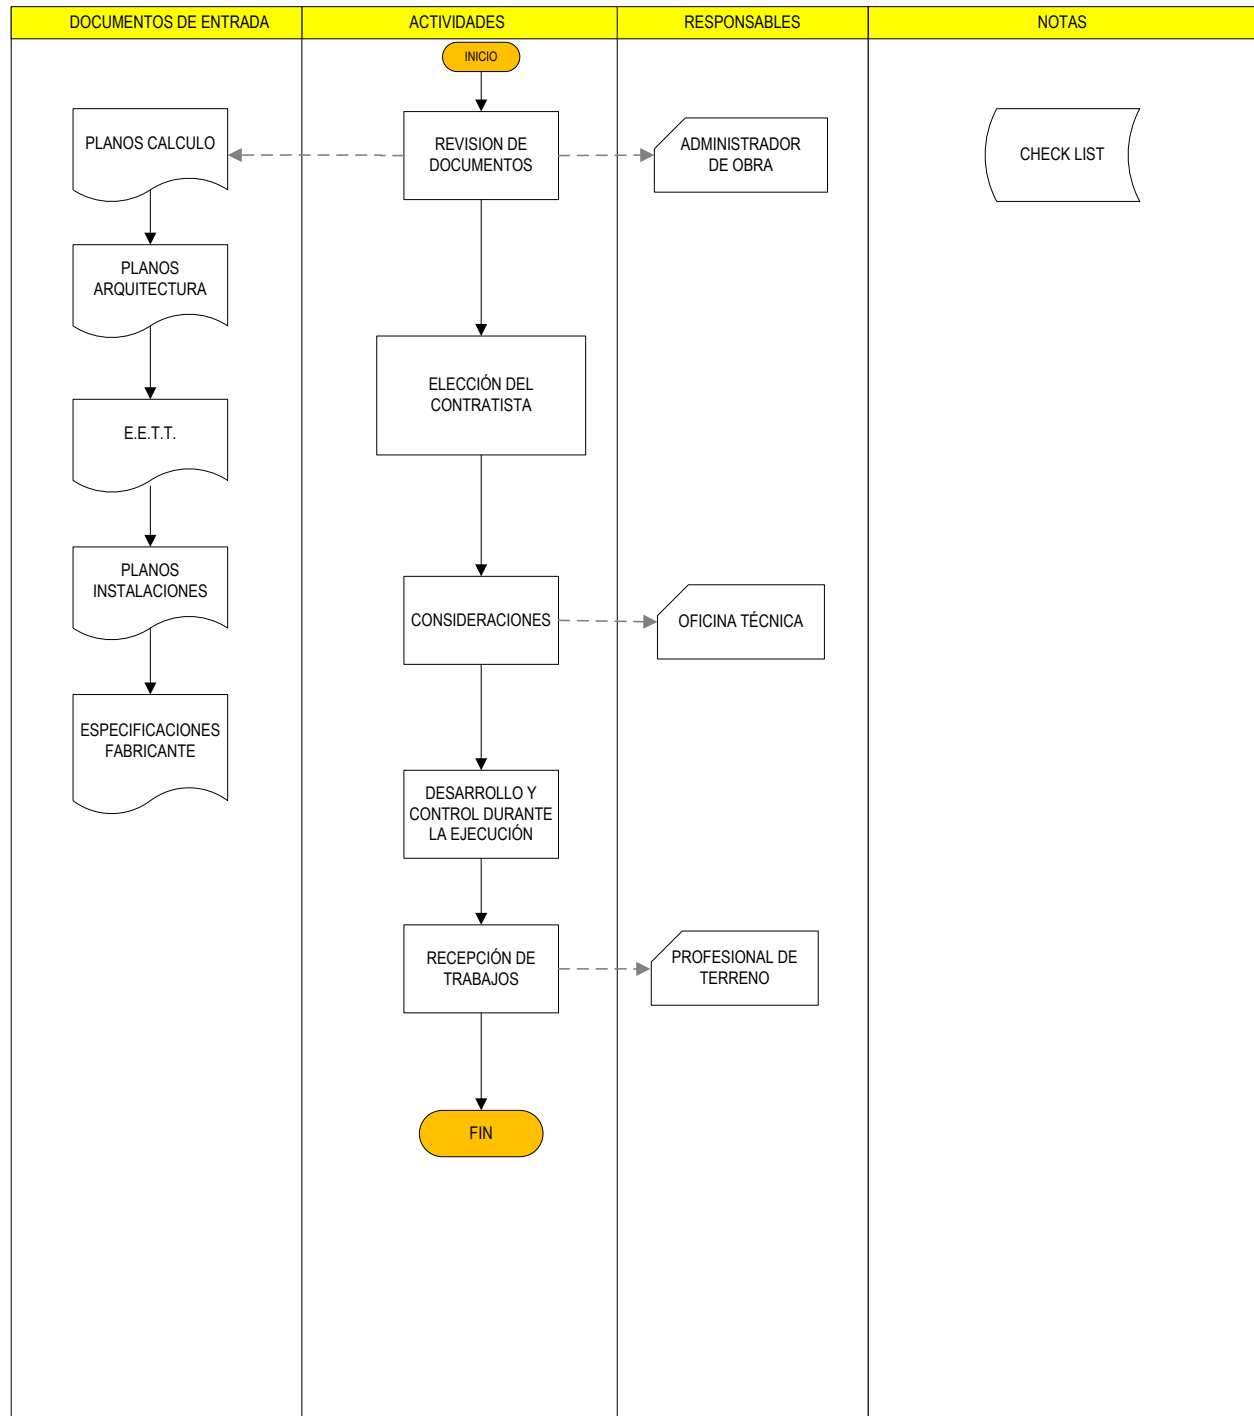 DOCUMENTOS DE ENTRADA
ACTIVIDADES
RESPONSABLES
NOTAS
INICIO
PLANOS CALCULO
REVISION DE
DOCUMENTOS
ADMINISTRADOR
DE OBRA
CHECK LIST
PLANOS
ARQUITECTURA
ELECCIÓN DEL
CONTRATISTA
E.E.T.T.
PLANOS
INSTALACIONES
CONSIDERACIONES
OFICINA TÉCNICA
ESPECIFICACIONES
FABRICANTE
DESARROLLO Y
CONTROL DURANTE
LA EJECUCIÓN
RECEPCIÓN DE
TRABAJOS
PROFESIONAL DE
TERRENO
FIN